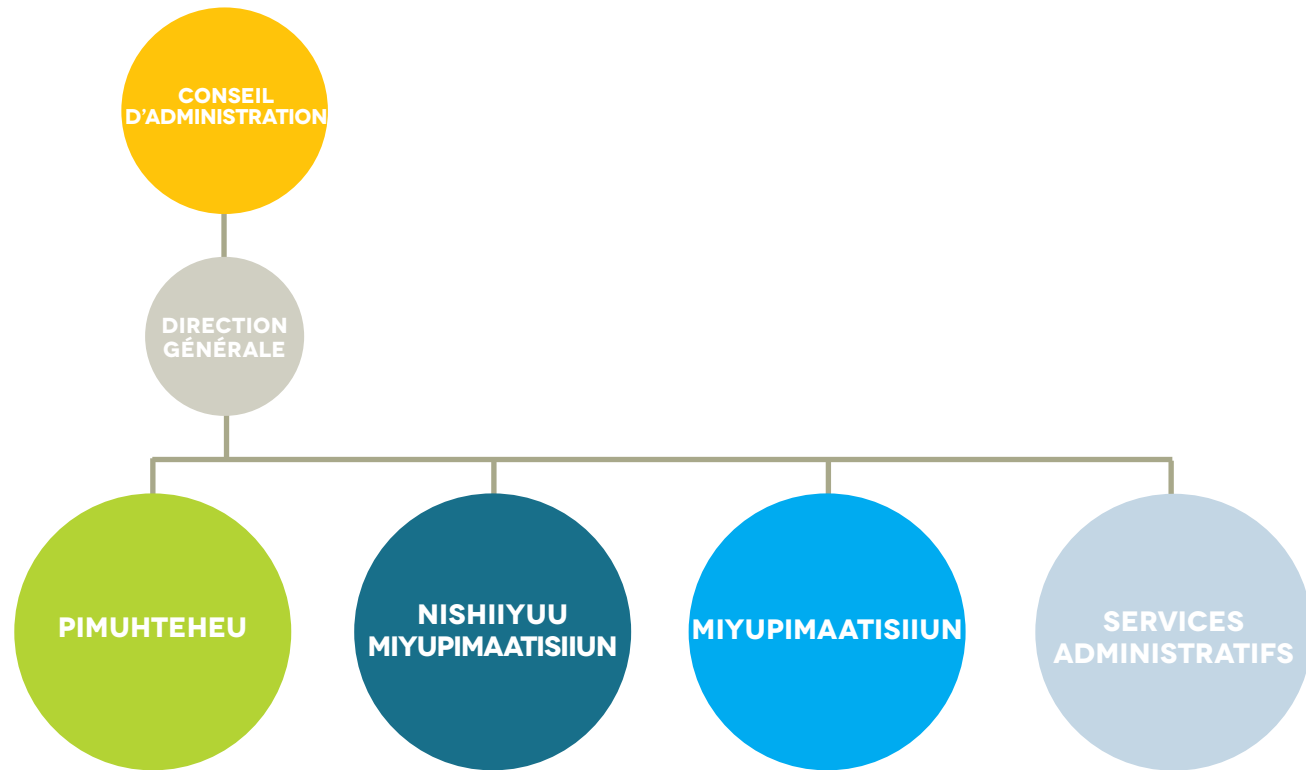 CONSEIL
D'ADMINISTRATION
DIRECTION
GÉNÉRALE
PIMUHTEHEU
NISHIIYUU
MIYUPIMAATISIIUN
MIYUPIMAATISIIUN
SERVICES
ADMINISTRATIFS